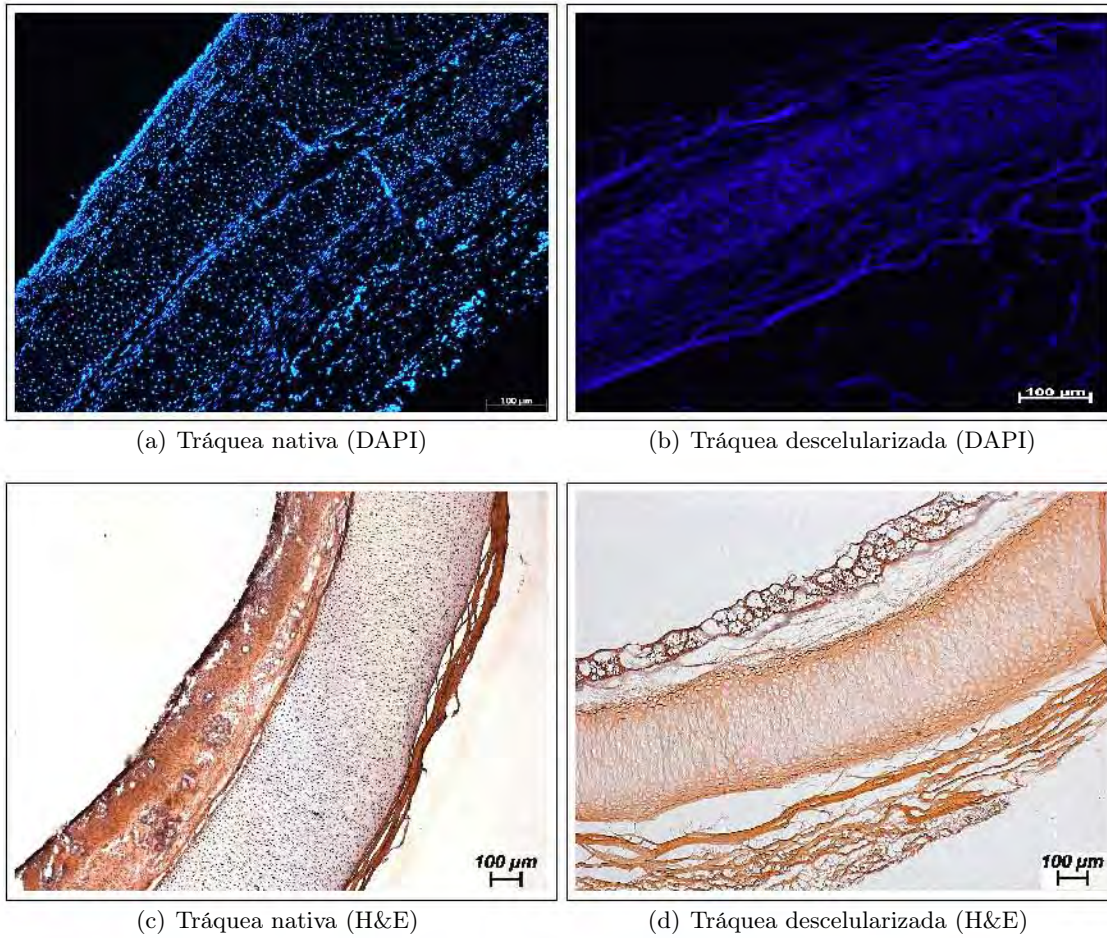 100 µm
100 µm
(a) Tráquea nativa (DAPI)
(b) Tráquea descelularizada (DAPI)
100 µm
100 µm
(c) Tráquea nativa (H&E)
(d) Tráquea descelularizada (H&E)